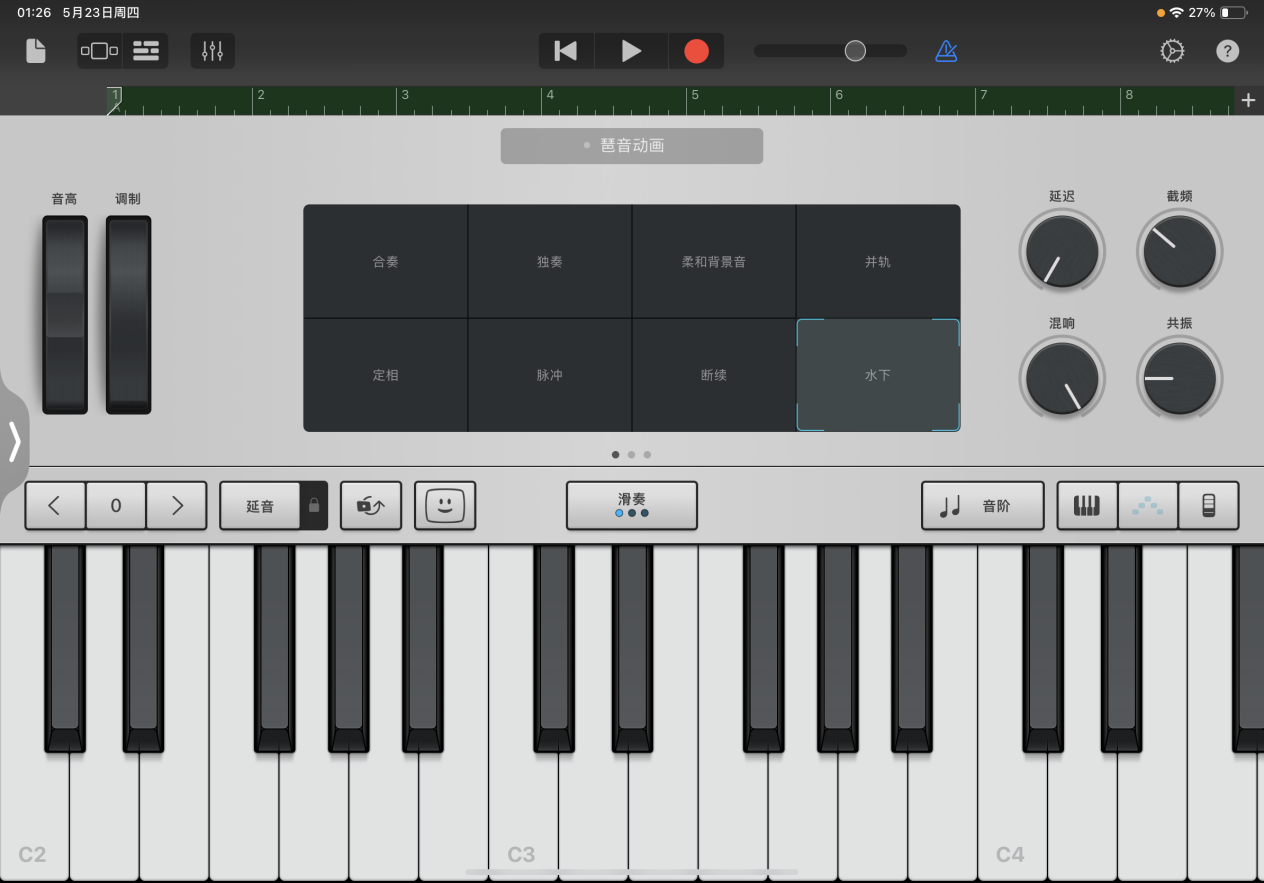 01:26 5月23日周四
27%
1 2 3 4 5 6 7 8
琶音动画
音高 调制
延迟 截频
合奏 独奏 柔和背景音 并轨
混响 共振
定相 脉冲 断续 水下
0 延音 滑奏 音阶
C2 C3 C4